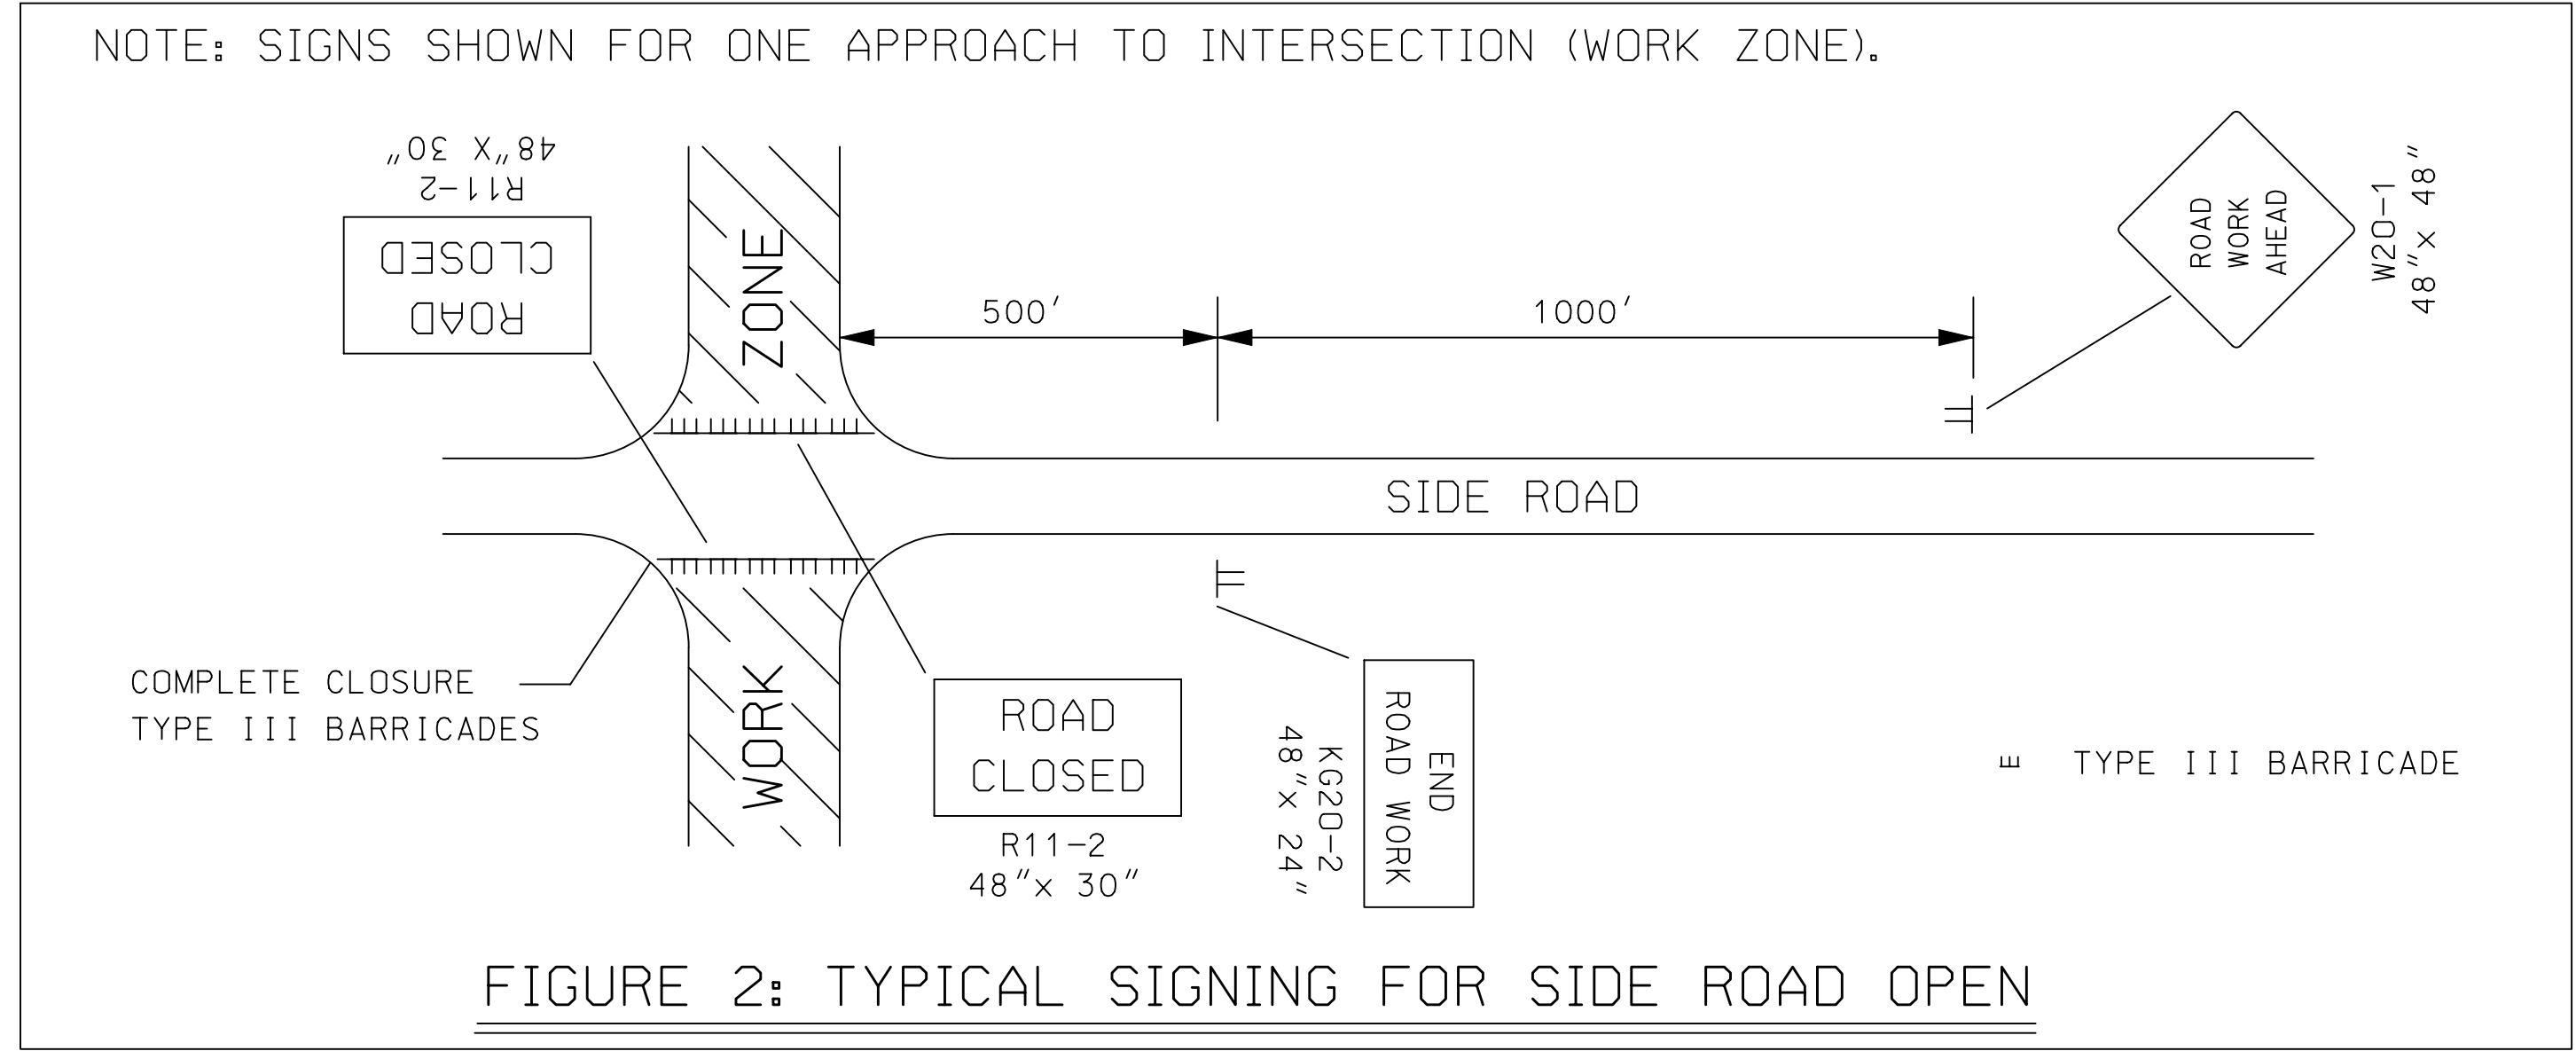 NOTE: SIGNS SHOWN FOR ONE APPROACH TO INTERSECTION (WORK ZONE).
ROAD
CLOSED
R11-2
48"X 30"
ZONE
500'
1000'
ROAD
WORK
AHEAD
W20-1
48"x 48"
SIDE ROAD
COMPLETE CLOSURE
TYPE III BARRICADES
WORK
ROAD
CLOSED
R11-2
48"x 30"
END
ROAD WORK
KG20-2
48"x 24"
TYPE III BARRICADE
FIGURE 2: TYPICAL SIGNING FOR SIDE ROAD OPEN